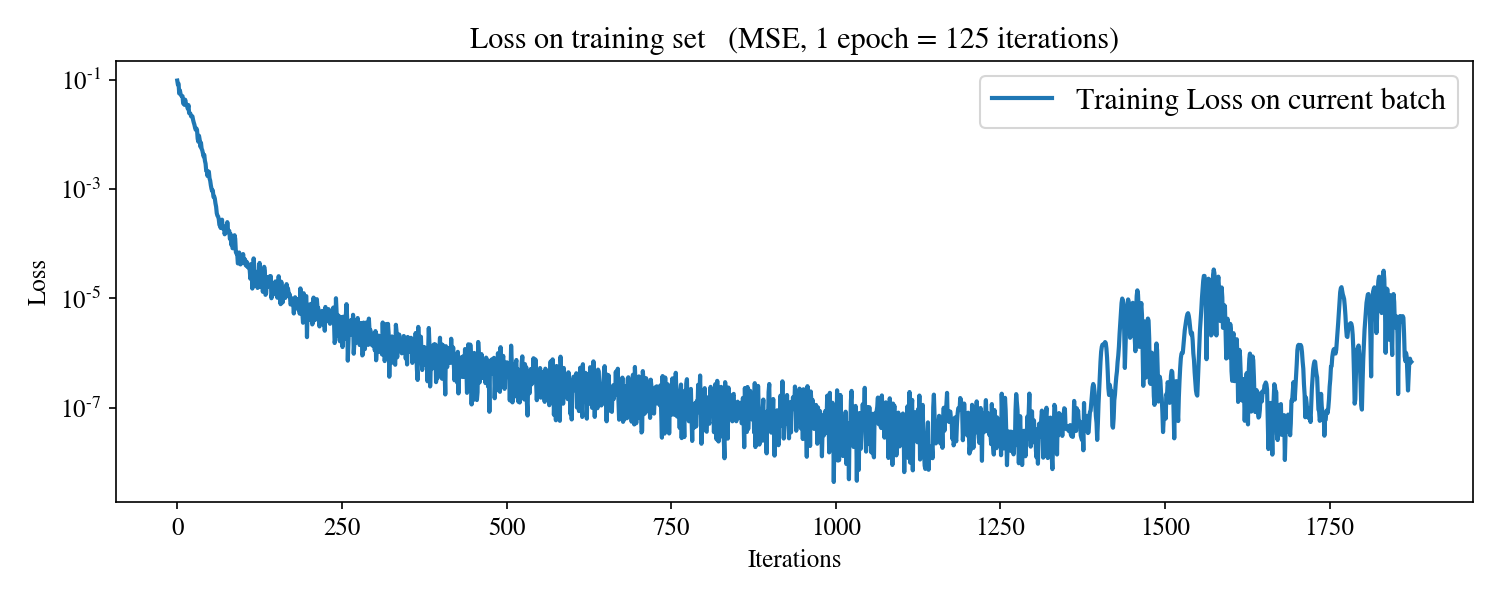 Loss on training set (MSE, 1 epoch = 125 iterations)
Training Loss on current batch
10-1
10-3
10-5
10-7
Loss
0 250 500 750 1000 1250 1500 1750
Iterations